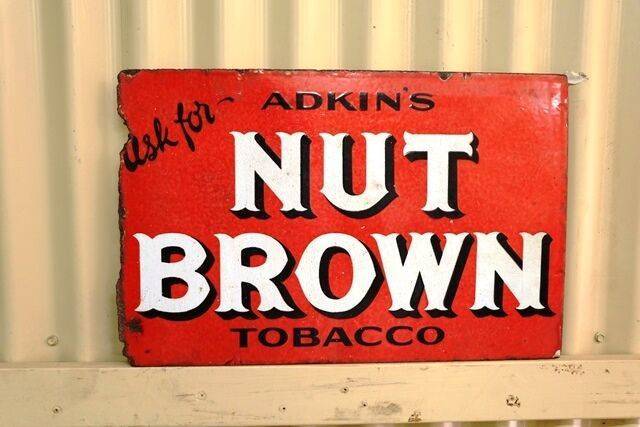 Ask for
ADKIN'S
NUT
BROWN
TOBACCO